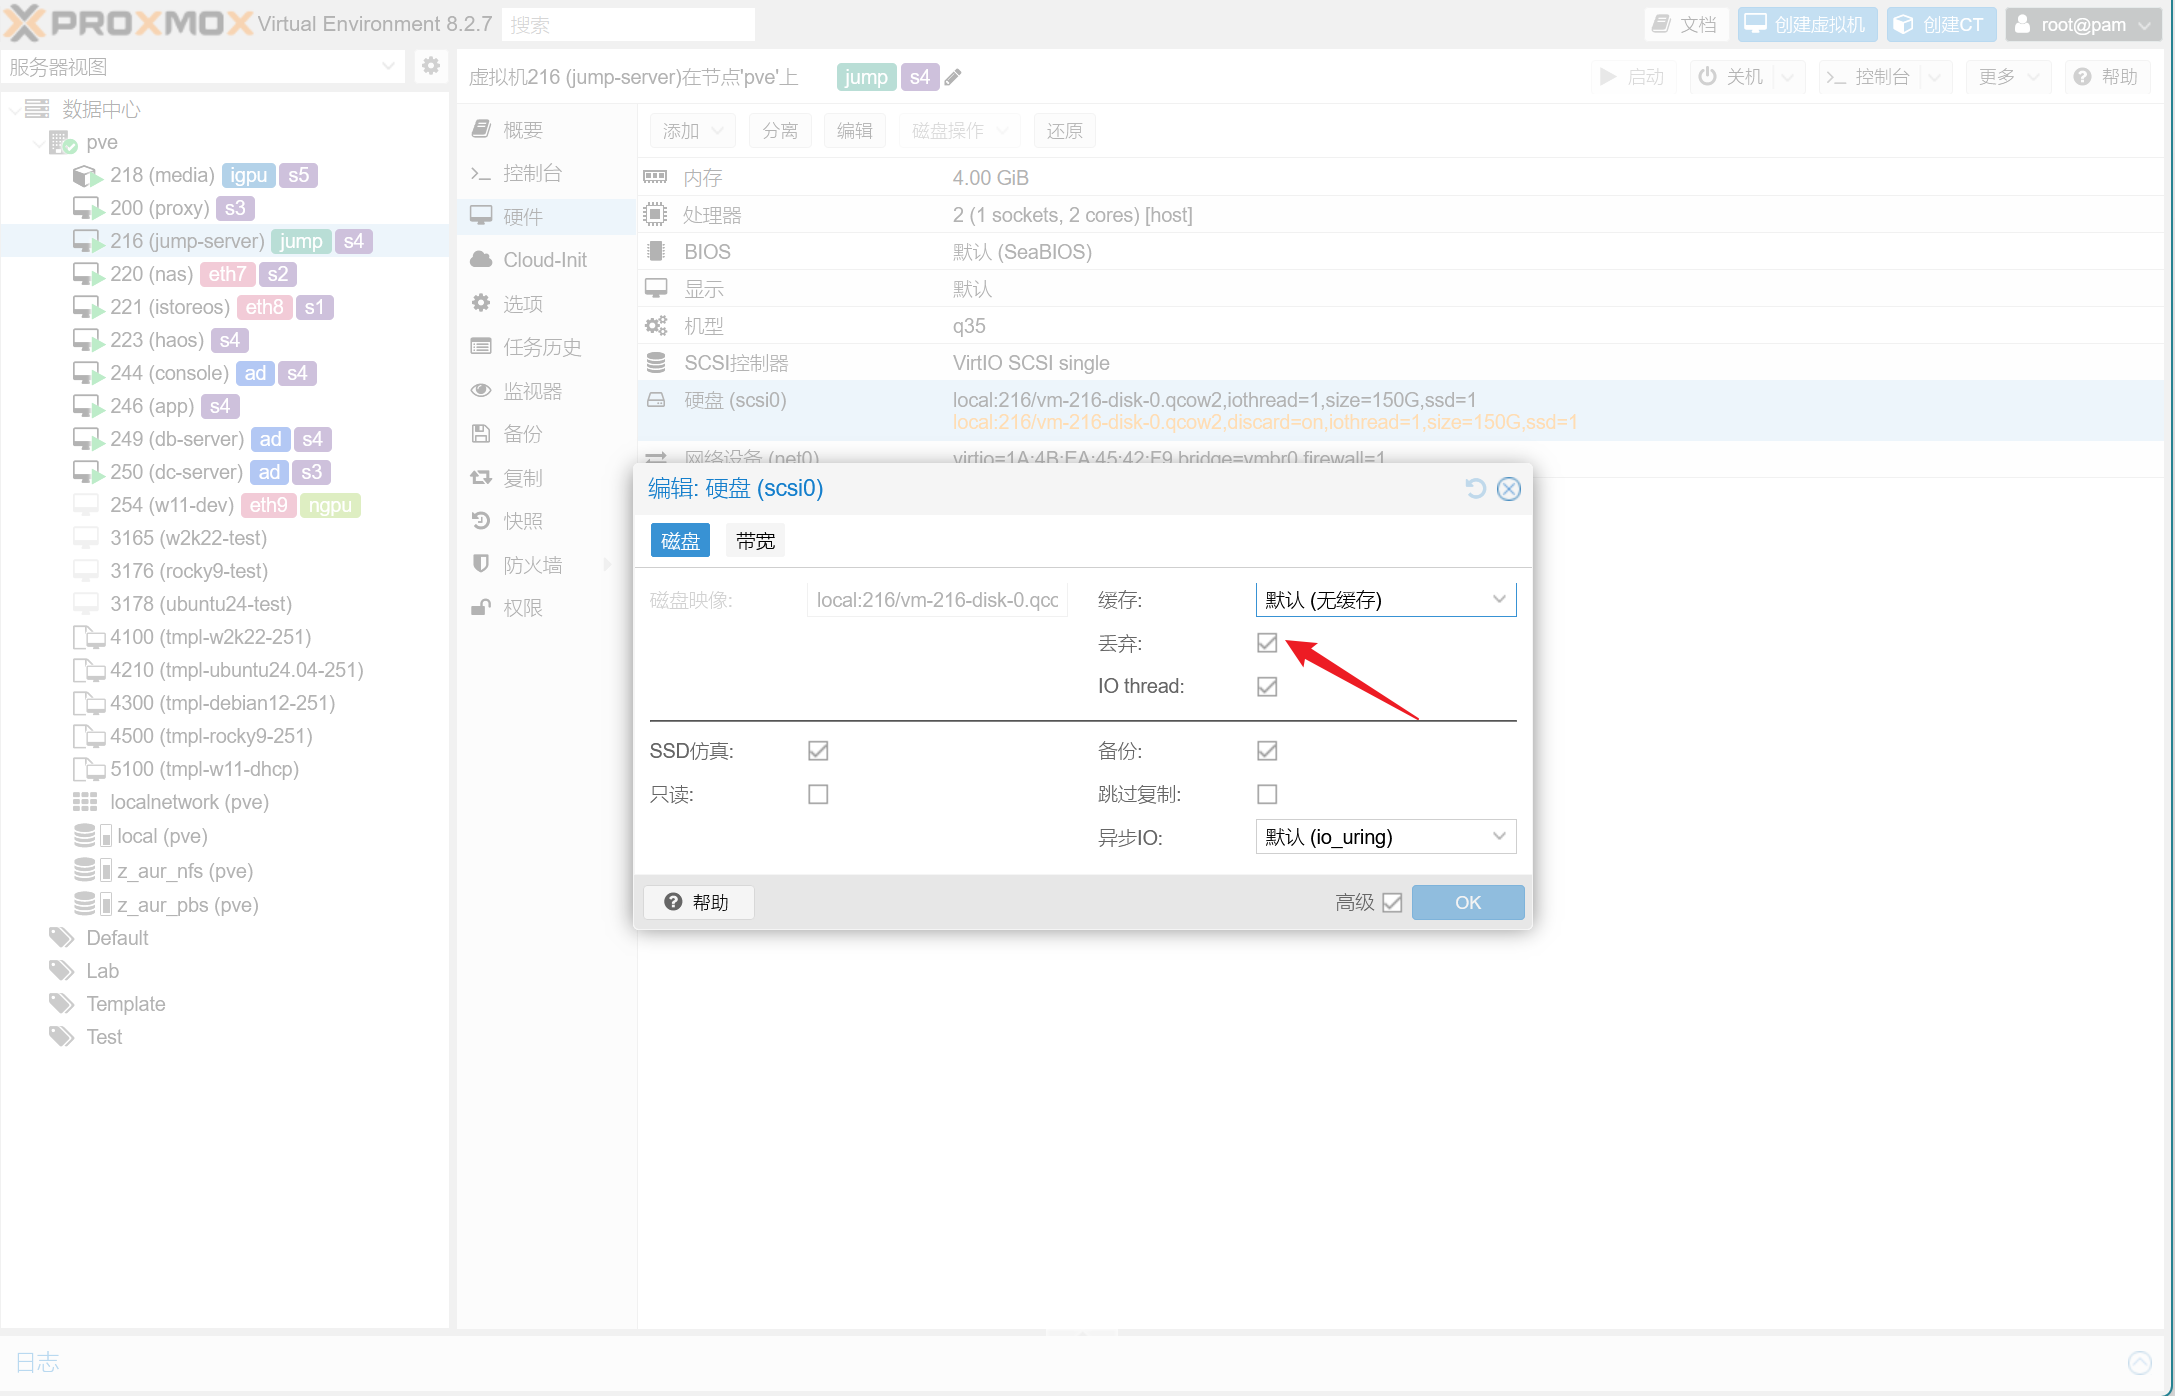 PROXMOX Virtual Environment 8.2.7 搜索 文档 创建虚拟机 创建CT root@pam
服务器视图
虚拟机216 (jump-server)在节点'pve'上 jump s4 启动 关机 控制台 更多 帮助
数据中心
pve
218 (media) igpu s5
200 (proxy) s3
216 (jump-server) jump s4
220 (nas) eth7 s2
221 (istoreos) eth8 s1
223 (haos) s4
244 (console) ad s4
246 (app) s4
249 (db-server) ad s4
250 (dc-server) ad s3
254 (w11-dev) eth9 ngpu
3165 (w2k22-test)
3176 (rocky9-test)
3178 (ubuntu24-test)
4100 (tmpl-w2k22-251)
4210 (tmpl-ubuntu24.04-251)
4300 (tmpl-debian12-251)
4500 (tmpl-rocky9-251)
5100 (tmpl-w11-dhcp)
localnetwork (pve)
local (pve)
z_aur_nfs (pve)
z_aur_pbs (pve)
Default
Lab
Template
Test
概要
控制台
硬件
Cloud-Init
选项
任务历史
监视器
备份
复制
快照
防火墙
权限
添加 分离 编辑 磁盘操作 还原
内存 4.00 GiB
处理器 2 (1 sockets, 2 cores) [host]
BIOS 默认 (SeaBIOS)
显示 默认
机型 q35
SCSI控制器 VirtIO SCSI single
硬盘 (scsi0) local:216/vm-216-disk-0.qcow2,iothread=1,size=150G,ssd=1
local:216/vm-216-disk-0.qcow2,discard=on,iothread=1,size=150G,ssd=1
网络设备 (net0) virtio=1A:4B:EA:45:42:F9,bridge=vmbr0,firewall=1
编辑: 硬盘 (scsi0)
磁盘 带宽
磁盘映像: local:216/vm-216-disk-0.qcc 缓存: 默认 (无缓存)
丢弃:
IO thread:
SSD仿真: 备份:
只读: 跳过复制:
异步IO: 默认 (io_uring)
帮助 高级 OK
日志